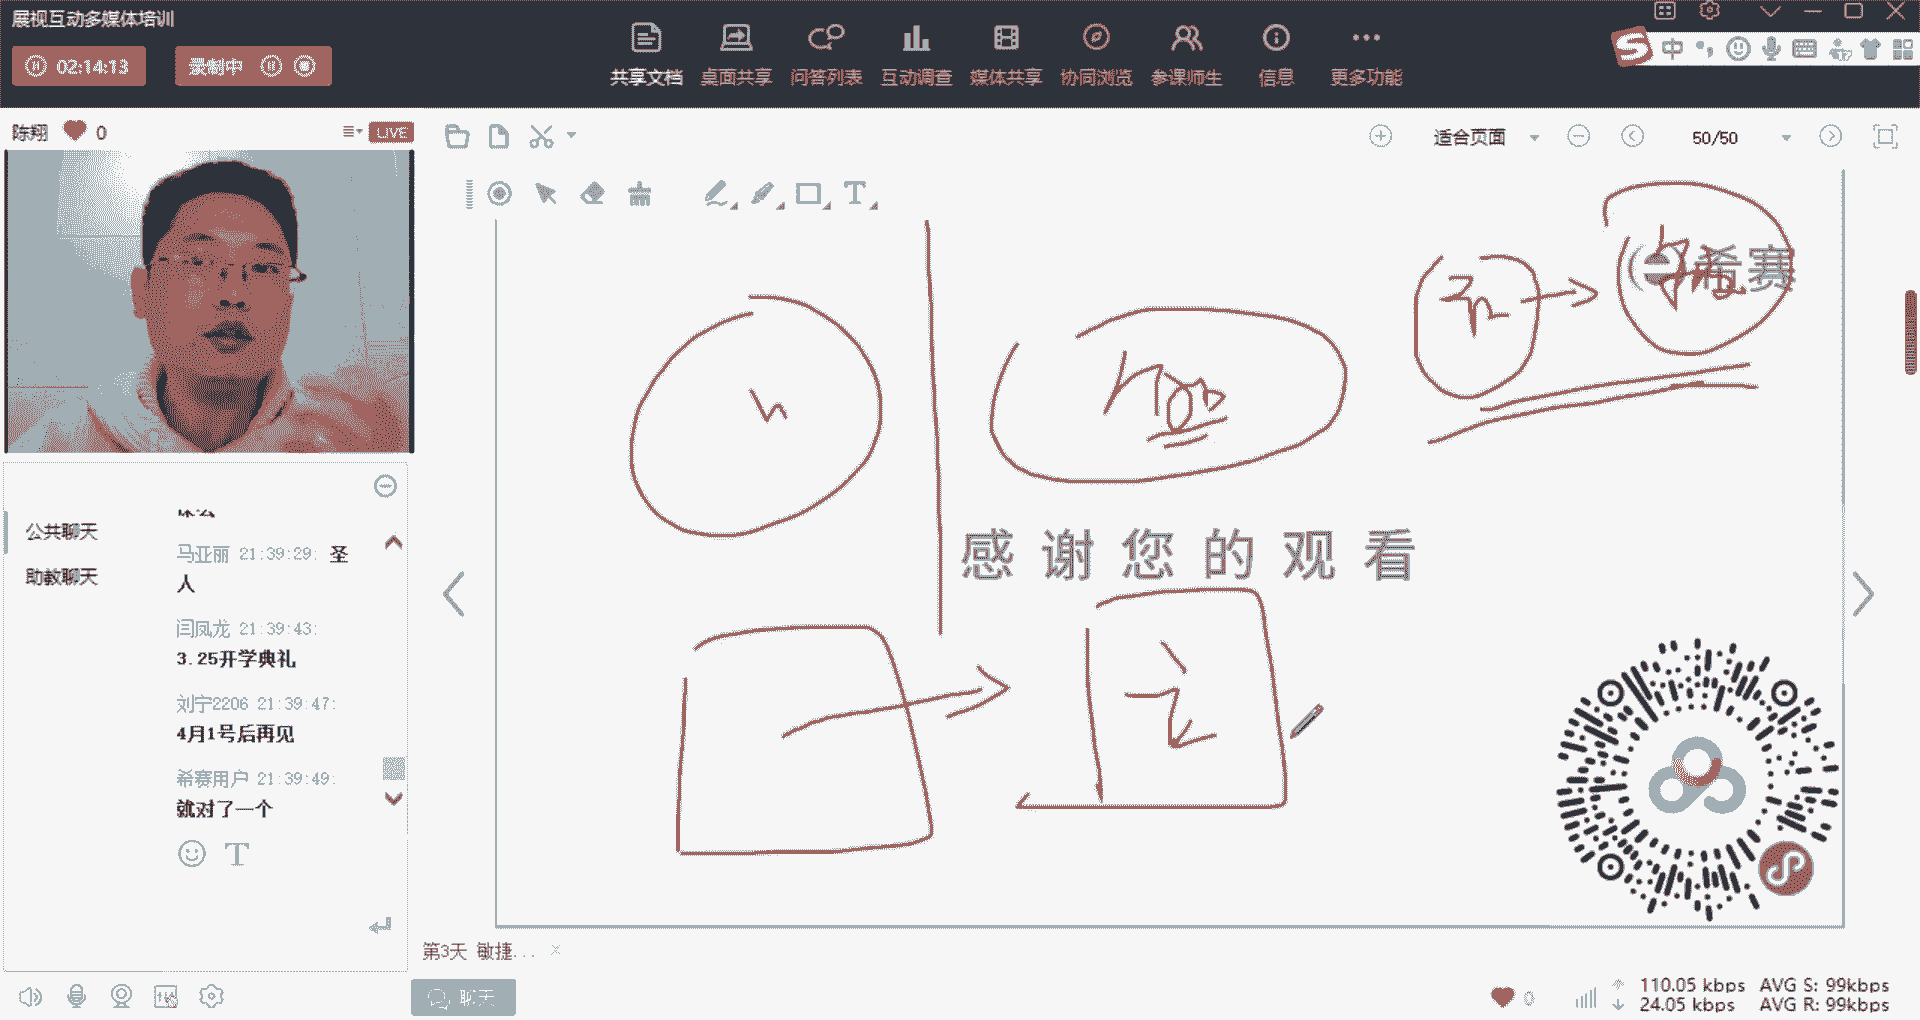 展视互动多媒体培训
02:14:13
录制中
共享文档 桌面共享 问答列表 互动调查 媒体共享 协同浏览 参课师生 信息 更多功能
中
陈翔 0
LIVE
适合页面
50/50
希赛
感谢您的观看
公共聊天
助教聊天
马亚丽 21:39:29: 圣
人
闫凤龙 21:39:43:
3.25开学典礼
刘宁2206 21:39:47:
4月1号后再见
希赛用户 21:39:49:
就对了一个
第3天 敏捷...
聊天
0
110.05 kbps AVG S: 99kbps
24.05 kbps AVG R: 99kbps